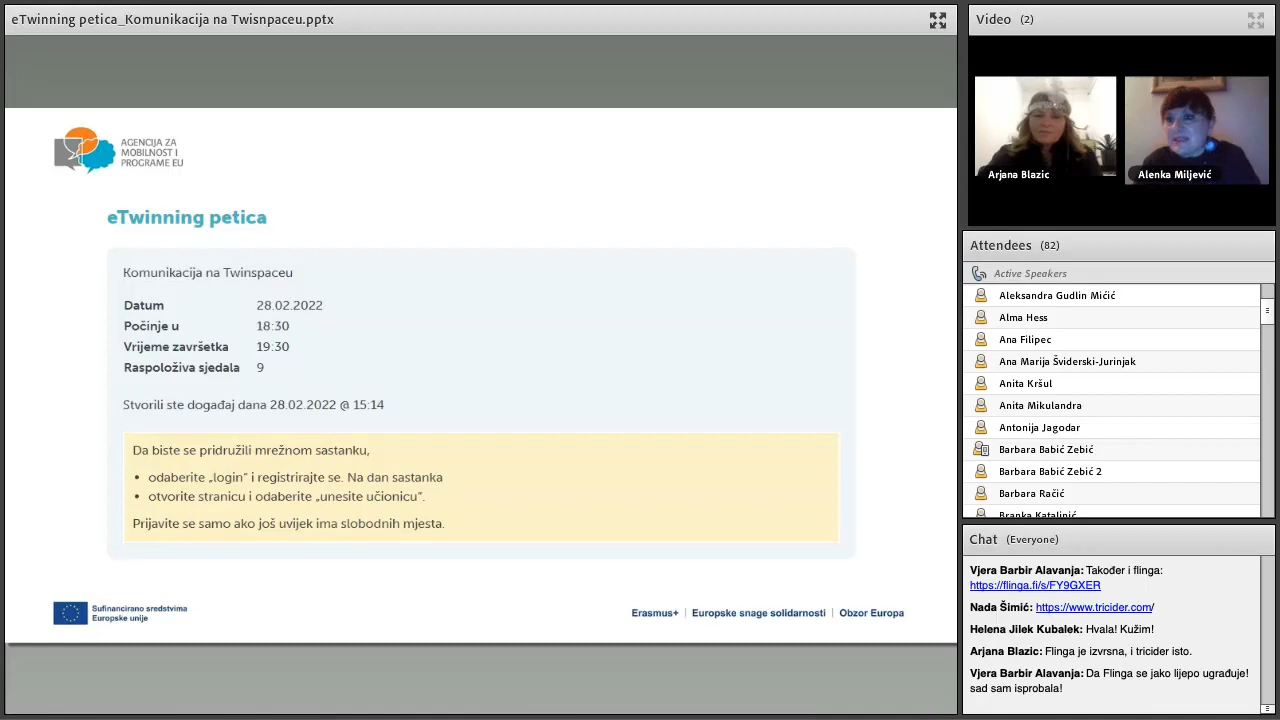 eTwinning petica_Komunikacija na Twisnpaceu.pptx
AGENCIJA ZA
MOBILNOST I
PROGRAME EU
eTwinning petica
Komunikacija na Twinspaceu
Datum 28.02.2022
Počinje u 18:30
Vrijeme završetka 19:30
Raspoloživa sjedala 9
Stvorili ste događaj dana 28.02.2022 @ 15:14
Da biste se pridružili mrežnom sastanku,
• odaberite „login“ i registrirajte se. Na dan sastanka
• otvorite stranicu i odaberite „unesite učionicu“.
Prijavite se samo ako još uvijek ima slobodnih mjesta.
Sufinancirano sredstvima
Europske unije
Erasmus+ | Europske snage solidarnosti | Obzor Europa
Video (2)
Arjana Blazic
Alenka Miljević
Attendees (82)
Active Speakers
Aleksandra Gudlin Mićić
Alma Hess
Ana Filipec
Ana Marija Šviderski-Jurinjak
Anita Kršul
Anita Mikulandra
Antonija Jagodar
Barbara Babić Zebić
Barbara Babić Zebić 2
Barbara Račić
Branka Katalinić
Chat (Everyone)
Vjera Barbir Alavanja: Također i flinga:
https://flinga.fi/s/FY9GXER
Nada Šimić: https://www.tricider.com/
Helena Jilek Kubalek: Hvala! Kužim!
Arjana Blazic: Flinga je izvrsna, i tricider isto.
Vjera Barbir Alavanja: Da Flinga se jako lijepo ugrađuje!
sad sam isprobala!